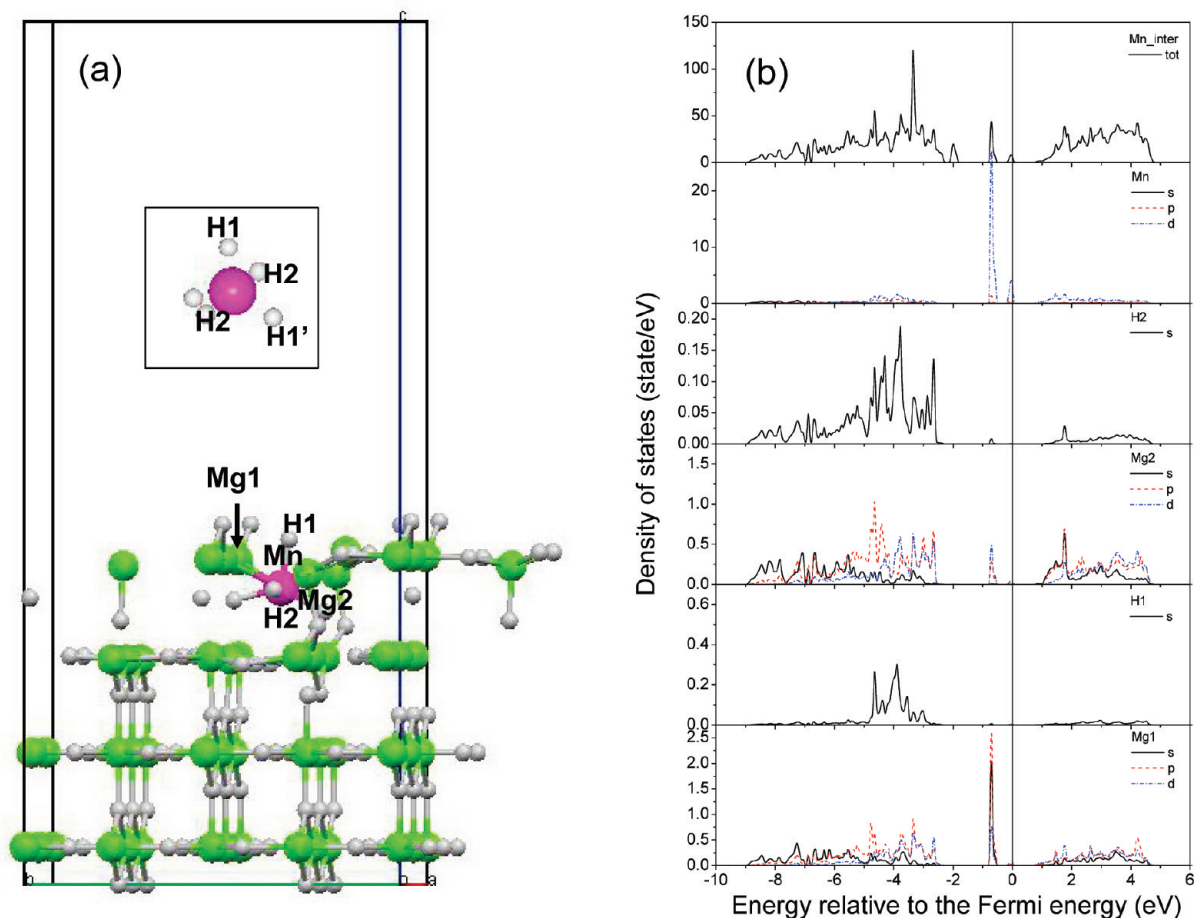 c
(a)
H1
H2
H2
H1’
Mg1
H1
Mn
Mg2
H2
b
o
a
(b)
Density of states (state/eV)
Mn_inter
tot
150
100
50
0
Mn
s
p
d
20
10
0
H2
s
0.20
0.15
0.10
0.05
0.00
Mg2
s
p
d
1.5
1.0
0.5
0.0
H1
s
0.6
0.4
0.2
0.0
Mg1
s
p
d
2.5
2.0
1.5
1.0
0.5
0.0
-10 -8 -6 -4 -2 0 2 4 6
Energy relative to the Fermi energy (eV)